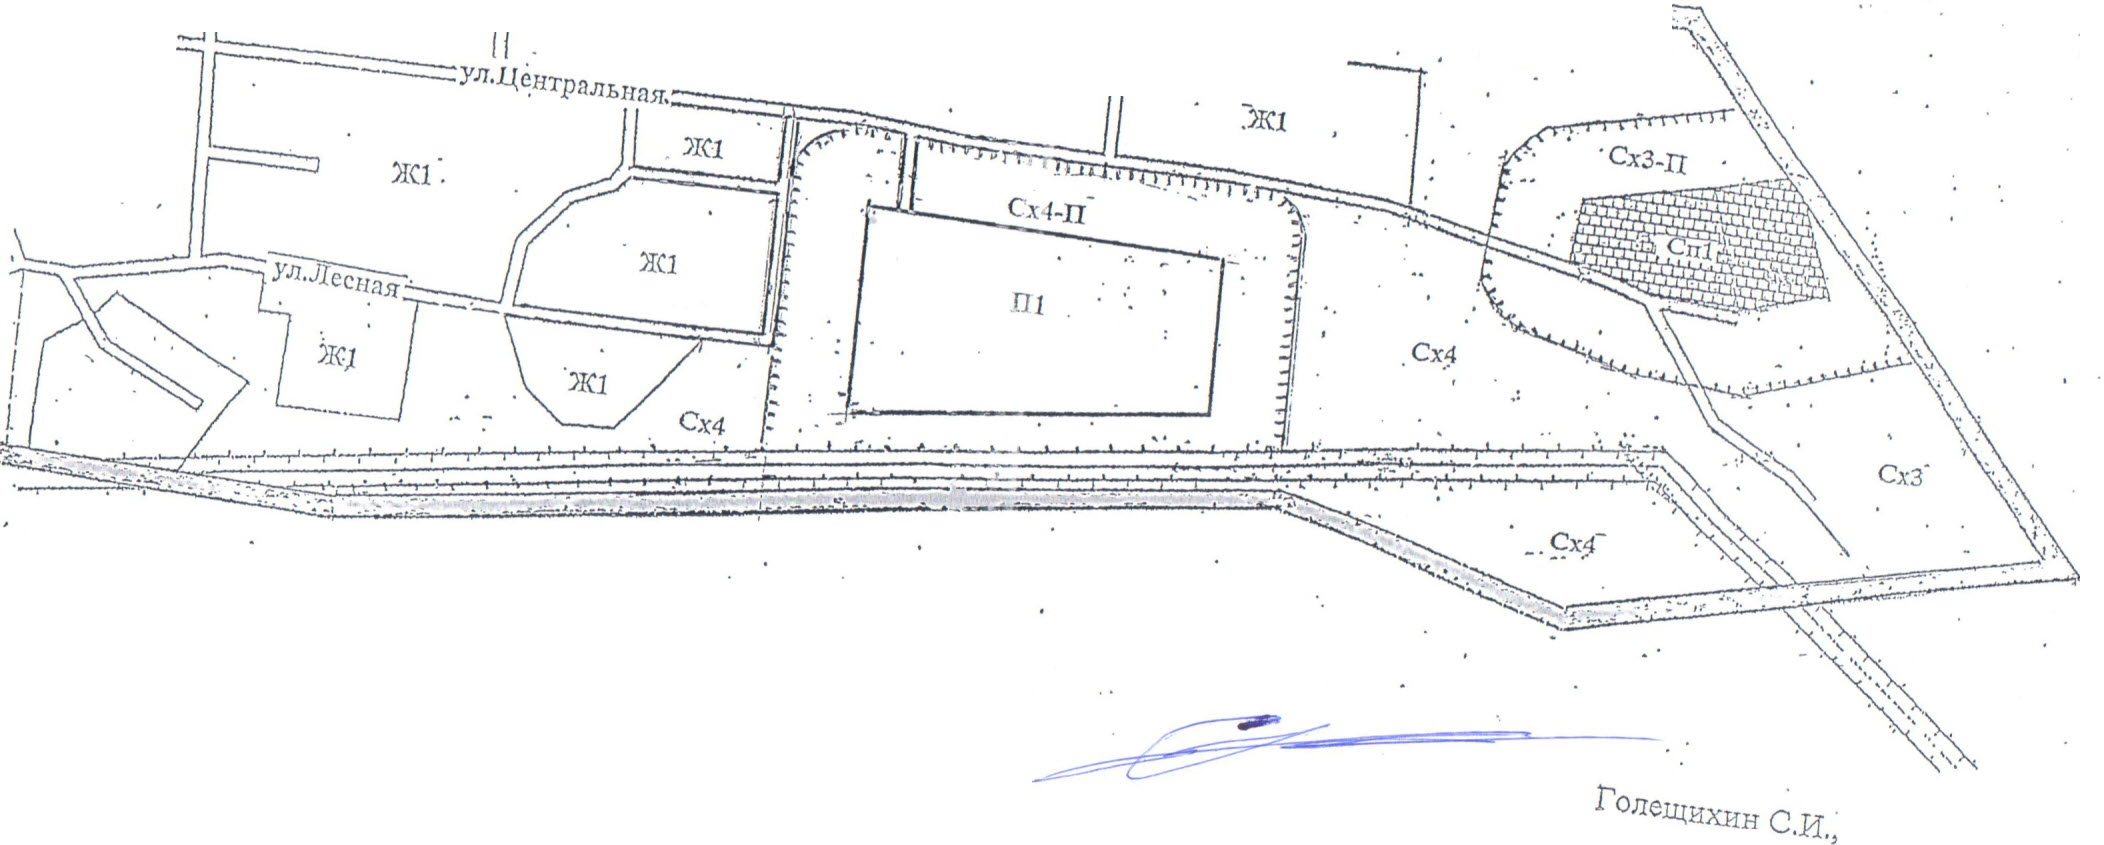 ул.Центральная
Ж1
Ж1
Ж1
Сх3-П
Сх4-П
Сп1
Ж1
ул.Лесная
П1
Ж1
Ж1
Сх4
Сх4
Сх3
Сх4
Голещихин С.И.,